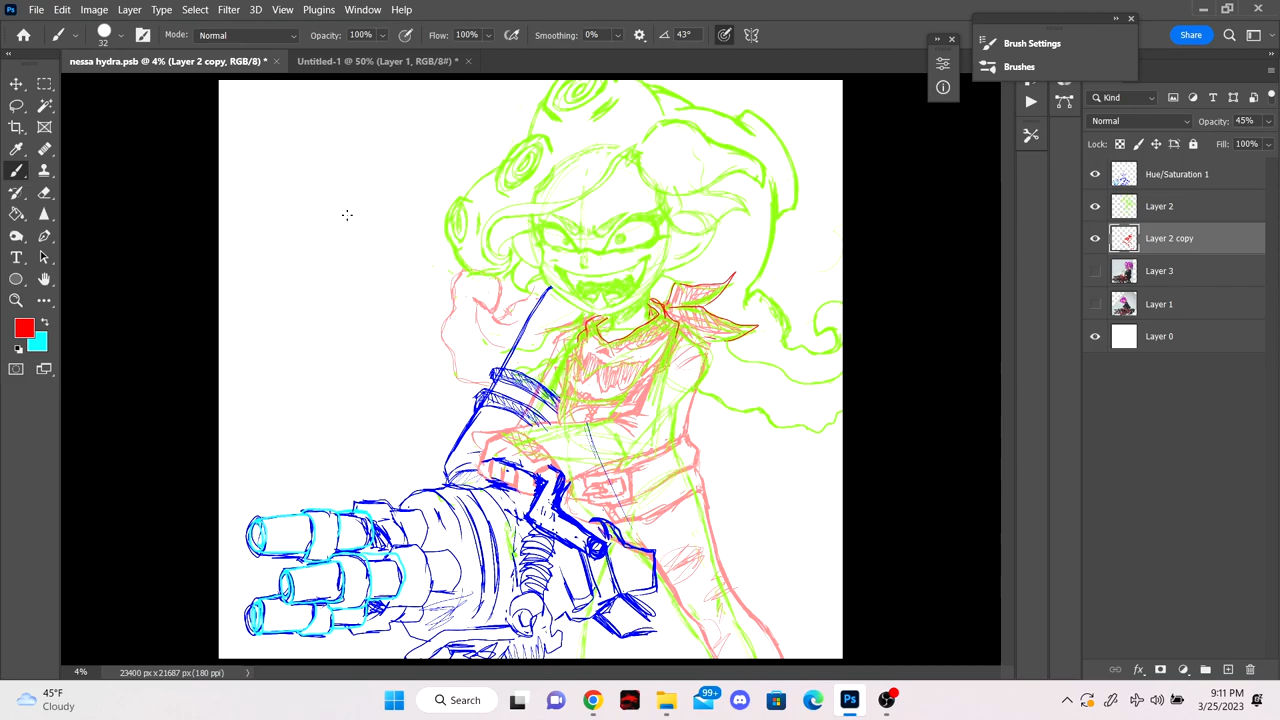 Ps File Edit Image Layer Type Select Filter 3D View Plugins Window Help
32 Mode: Normal Opacity: 100% Flow: 100% Smoothing: 0% 43° Share
nessa hydra.psb @ 4% (Layer 2 copy, RGB/8) * × Untitled-1 @ 50% (Layer 1, RGB/8#) * ×
Brush Settings
Brushes
Kind
Normal Opacity: 45%
Lock: Fill: 100%
Hue/Saturation 1
Layer 2
Layer 2 copy
Layer 3
Layer 1
Layer 0
4% 23400 px x 21687 px (180 ppi)
45°F
Cloudy
Search
99+
Ps
9:11 PM
3/25/2023